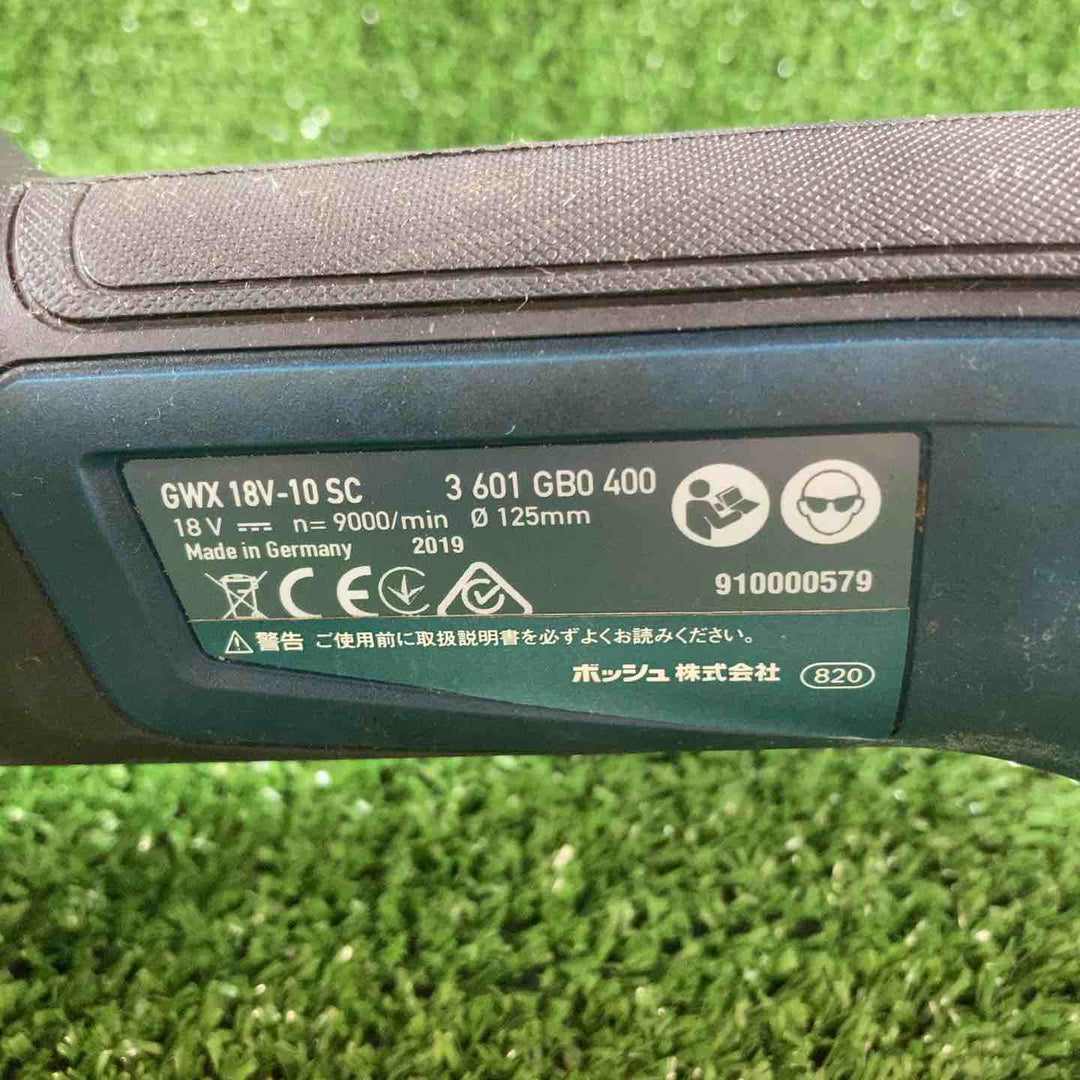 GWX 18V-10 SC 3 601 GB0 400
18 V n= 9000/min Ø 125mm
Made in Germany 2019
CE
910000579
警告 ご使用前に取扱説明書を必ずよくお読みください。
ボッシュ株式会社 820